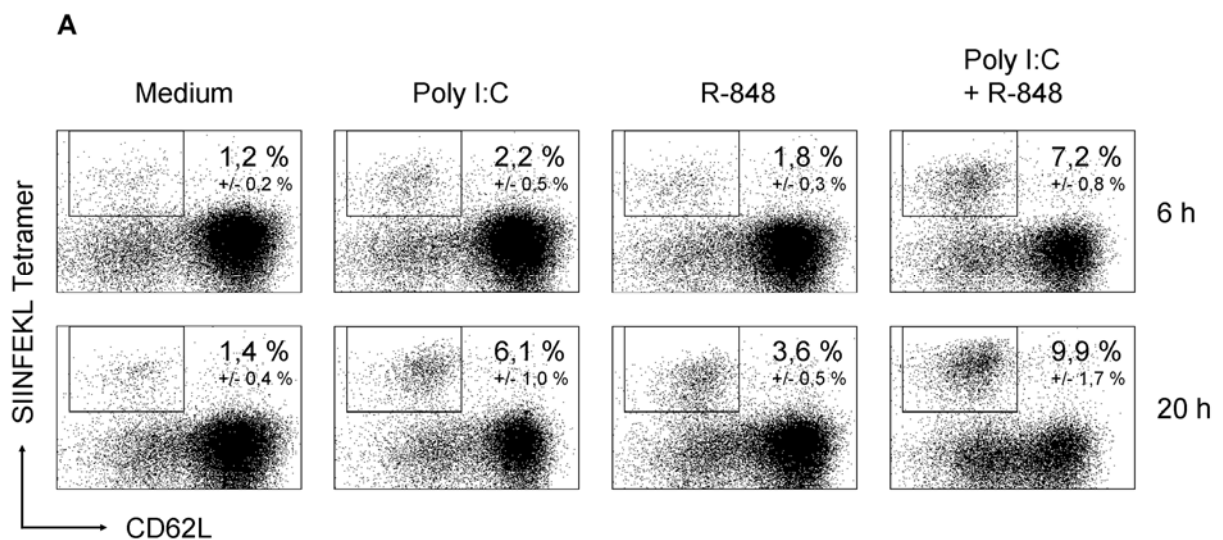 A
Medium
Poly I:C
R-848
Poly I:C
+ R-848
1,2 %
+/- 0,2 %
2,2 %
+/- 0,5 %
1,8 %
+/- 0,3 %
7,2 %
+/- 0,8 %
6 h
1,4 %
+/- 0,4 %
6,1 %
+/- 1,0 %
3,6 %
+/- 0,5 %
9,9 %
+/- 1,7 %
20 h
SIINFEKL Tetramer
CD62L